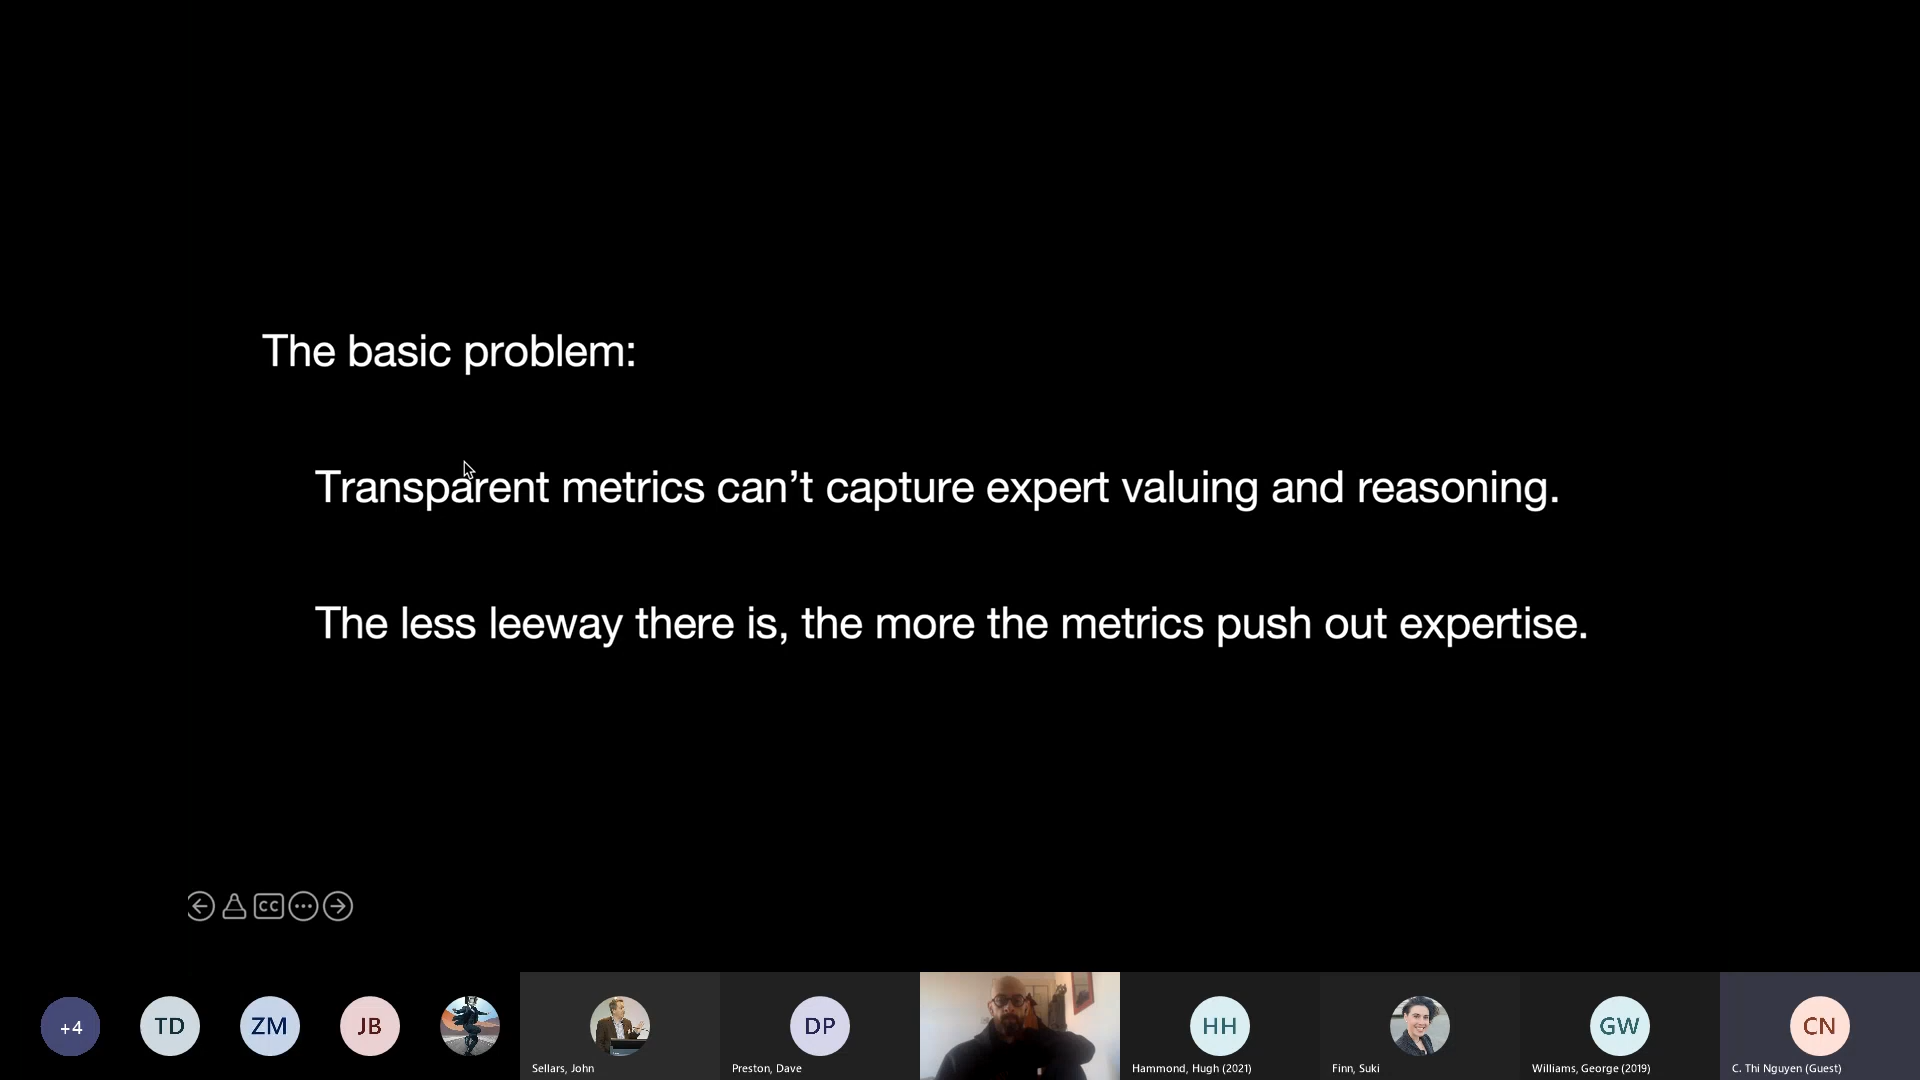 The basic problem:
Transparent metrics can’t capture expert valuing and reasoning.
The less leeway there is, the more the metrics push out expertise.
CC
+4
TD
ZM
JB
DP
HH
GW
CN
Sellars, John
Preston, Dave
Hammond, Hugh (2021)
Finn, Suki
Williams, George (2019)
C. Thi Nguyen (Guest)